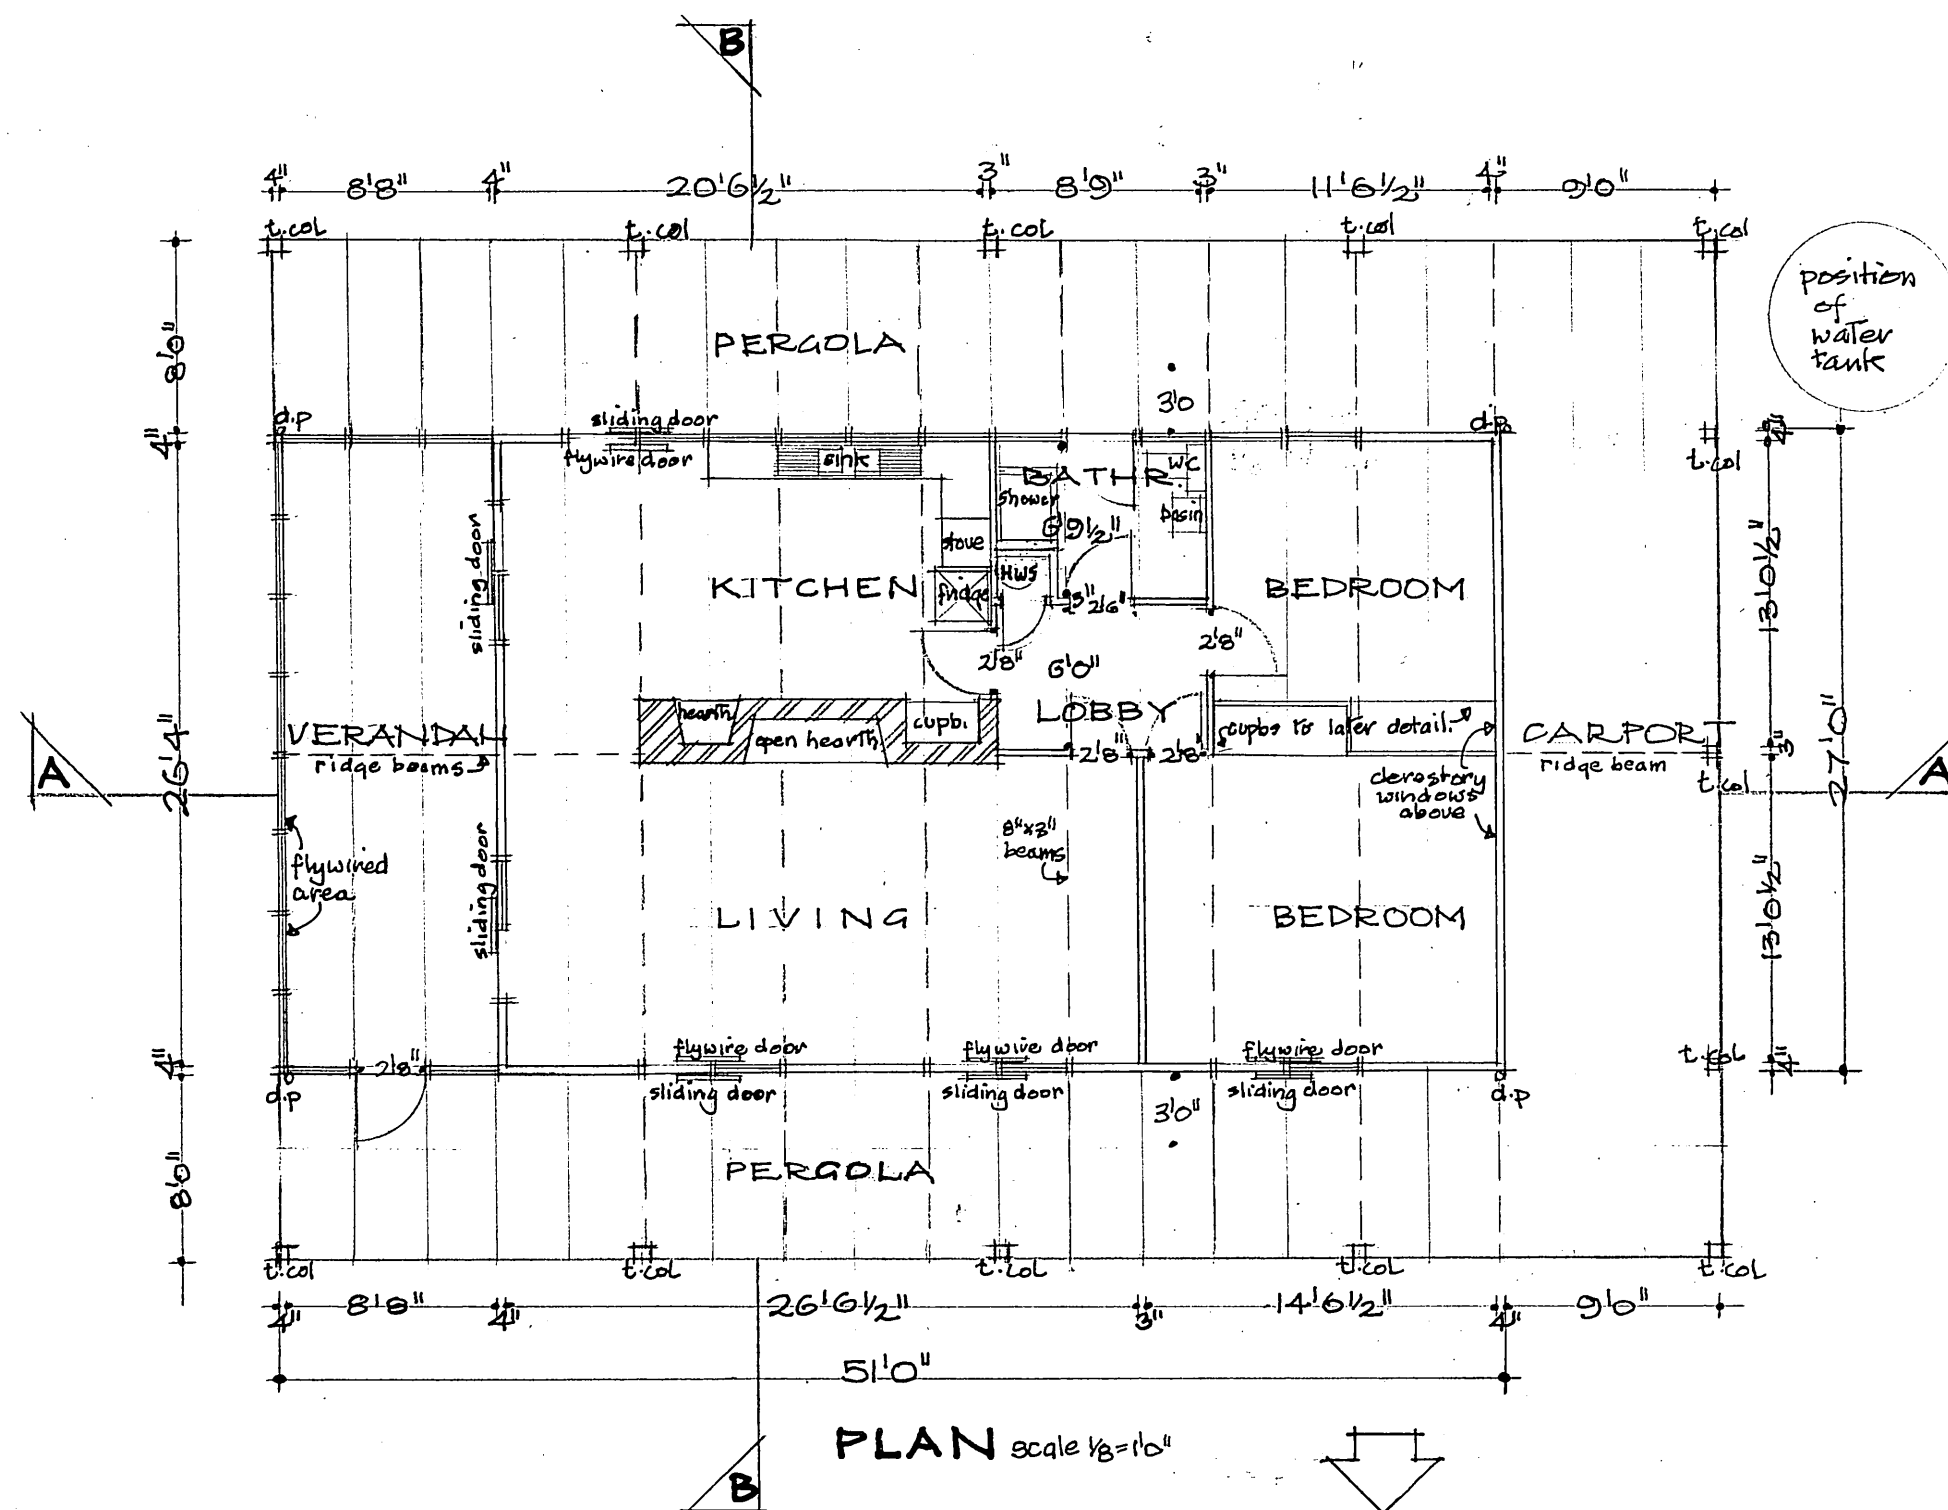 B
4" 8'8" 4" 20'6½" 3" 8'9" 3" 11'6½" 4" 9'0"
t.col t.col t.col t.col t.col
position
of
water
tank
8'0"
PERGOLA
3'0
d.p
sliding door
d.p.
4"
4"
flywire door
sink
BATHR.
WC
t.col
shower
basin
6'9½"
sliding door
stove
HWS
13'0½"
KITCHEN
fridge
BEDROOM
3" 2'6"
2'8"
2'8"
6'0"
hearth
cupb.
LOBBY
cupbs to later detail.
VERANDAH
open hearth
CARPORT
26'4"
27'0"
ridge beams
2'8"
2'8"
ridge beam
3"
A
A
clerestory
windows
above
t.col
8"x3"
beams
flywired
area
sliding door
LIVING
BEDROOM
13'0½"
4"
2'8"
flywire door
flywire door
flywire door
t.col
4"
d.p
sliding door
sliding door
sliding door
d.p
3'0"
8'0"
PERGOLA
t.col t.col t.col t.col t.col
4" 8'8" 4" 26'6½" 3" 14'6½" 4" 9'0"
51'0"
PLAN scale ⅛=1'0"
B